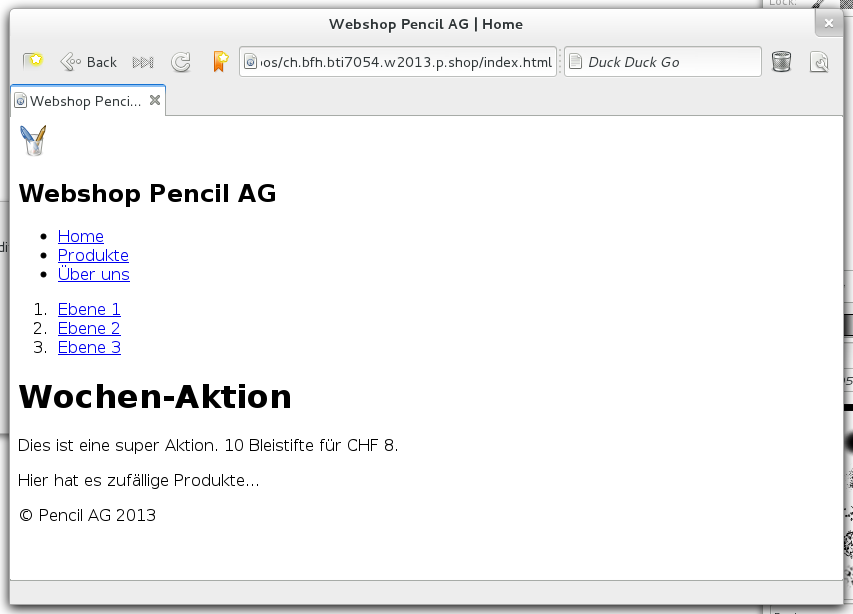 Lock:
Webshop Pencil AG | Home
Back
os/ch.bfh.bti7054.w2013.p.shop/index.html
Duck Duck Go
Webshop Penci...
Webshop Pencil AG
• Home
• Produkte
• Über uns
1. Ebene 1
2. Ebene 2
3. Ebene 3
Wochen-Aktion
Dies ist eine super Aktion. 10 Bleistifte für CHF 8.
Hier hat es zufällige Produkte...
© Pencil AG 2013